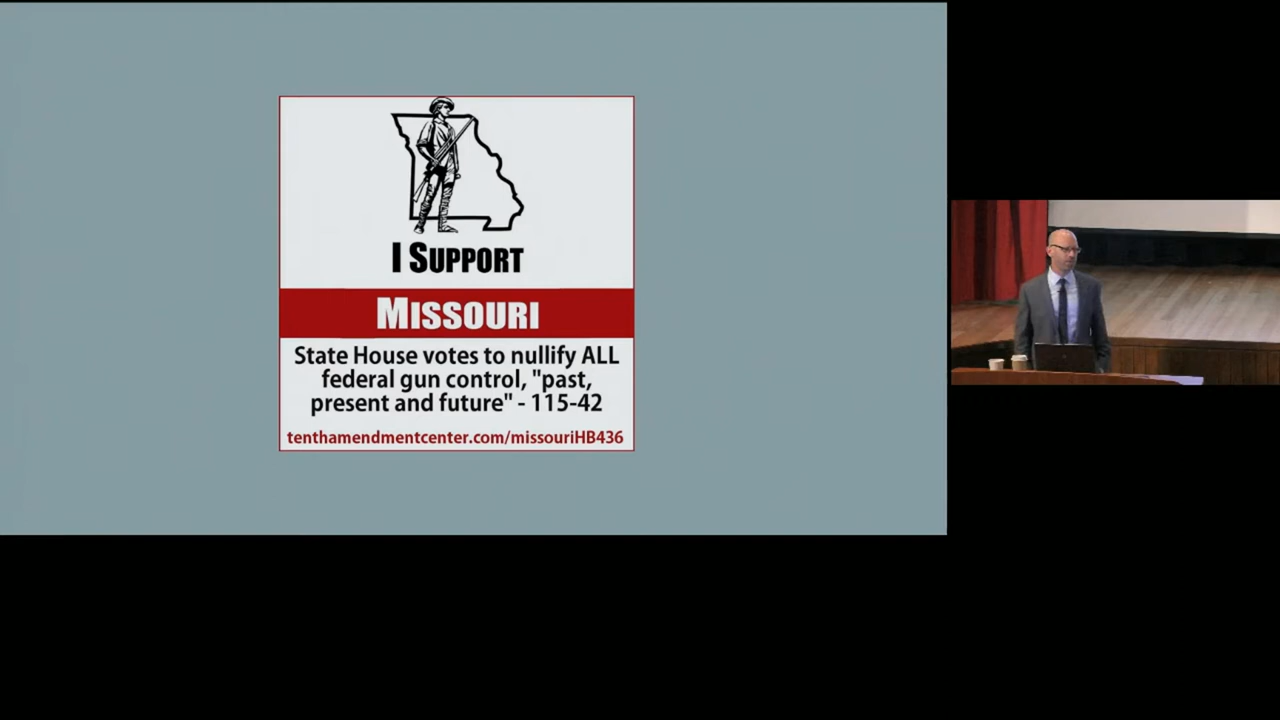 I SUPPORT
MISSOURI
State House votes to nullify ALL
federal gun control, "past,
present and future" - 115-42
tenthamendmentcenter.com/missouriHB436